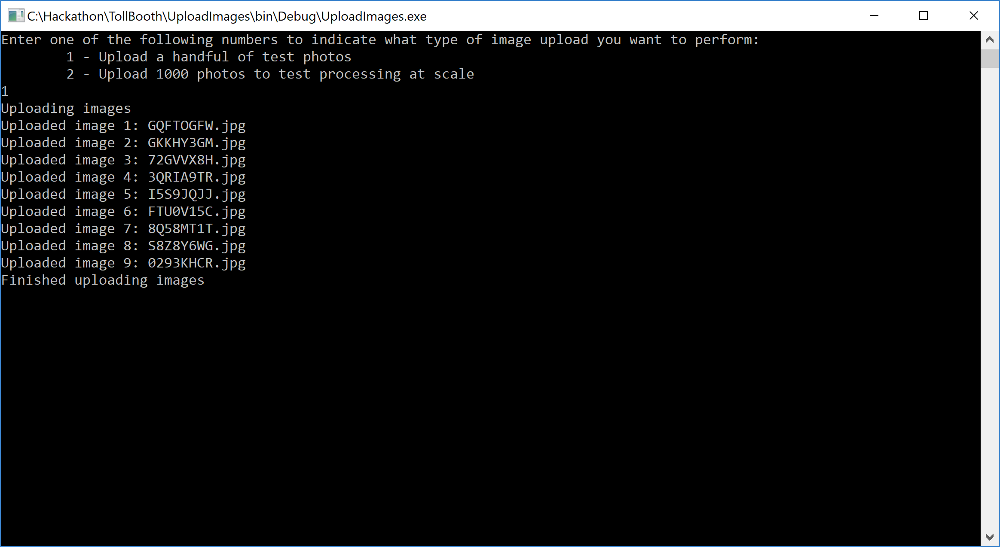 C:\Hackathon\TollBooth\UploadImages\bin\Debug\UploadImages.exe
Enter one of the following numbers to indicate what type of image upload you want to perform:
1 - Upload a handful of test photos
2 - Upload 1000 photos to test processing at scale
1
Uploading images
Uploaded image 1: GQFTOGFW.jpg
Uploaded image 2: GKKHY3GM.jpg
Uploaded image 3: 72GVVX8H.jpg
Uploaded image 4: 3QRIA9TR.jpg
Uploaded image 5: I5S9JQJJ.jpg
Uploaded image 6: FTU0V15C.jpg
Uploaded image 7: 8Q58MT1T.jpg
Uploaded image 8: S8Z8Y6WG.jpg
Uploaded image 9: 0293KHCR.jpg
Finished uploading images